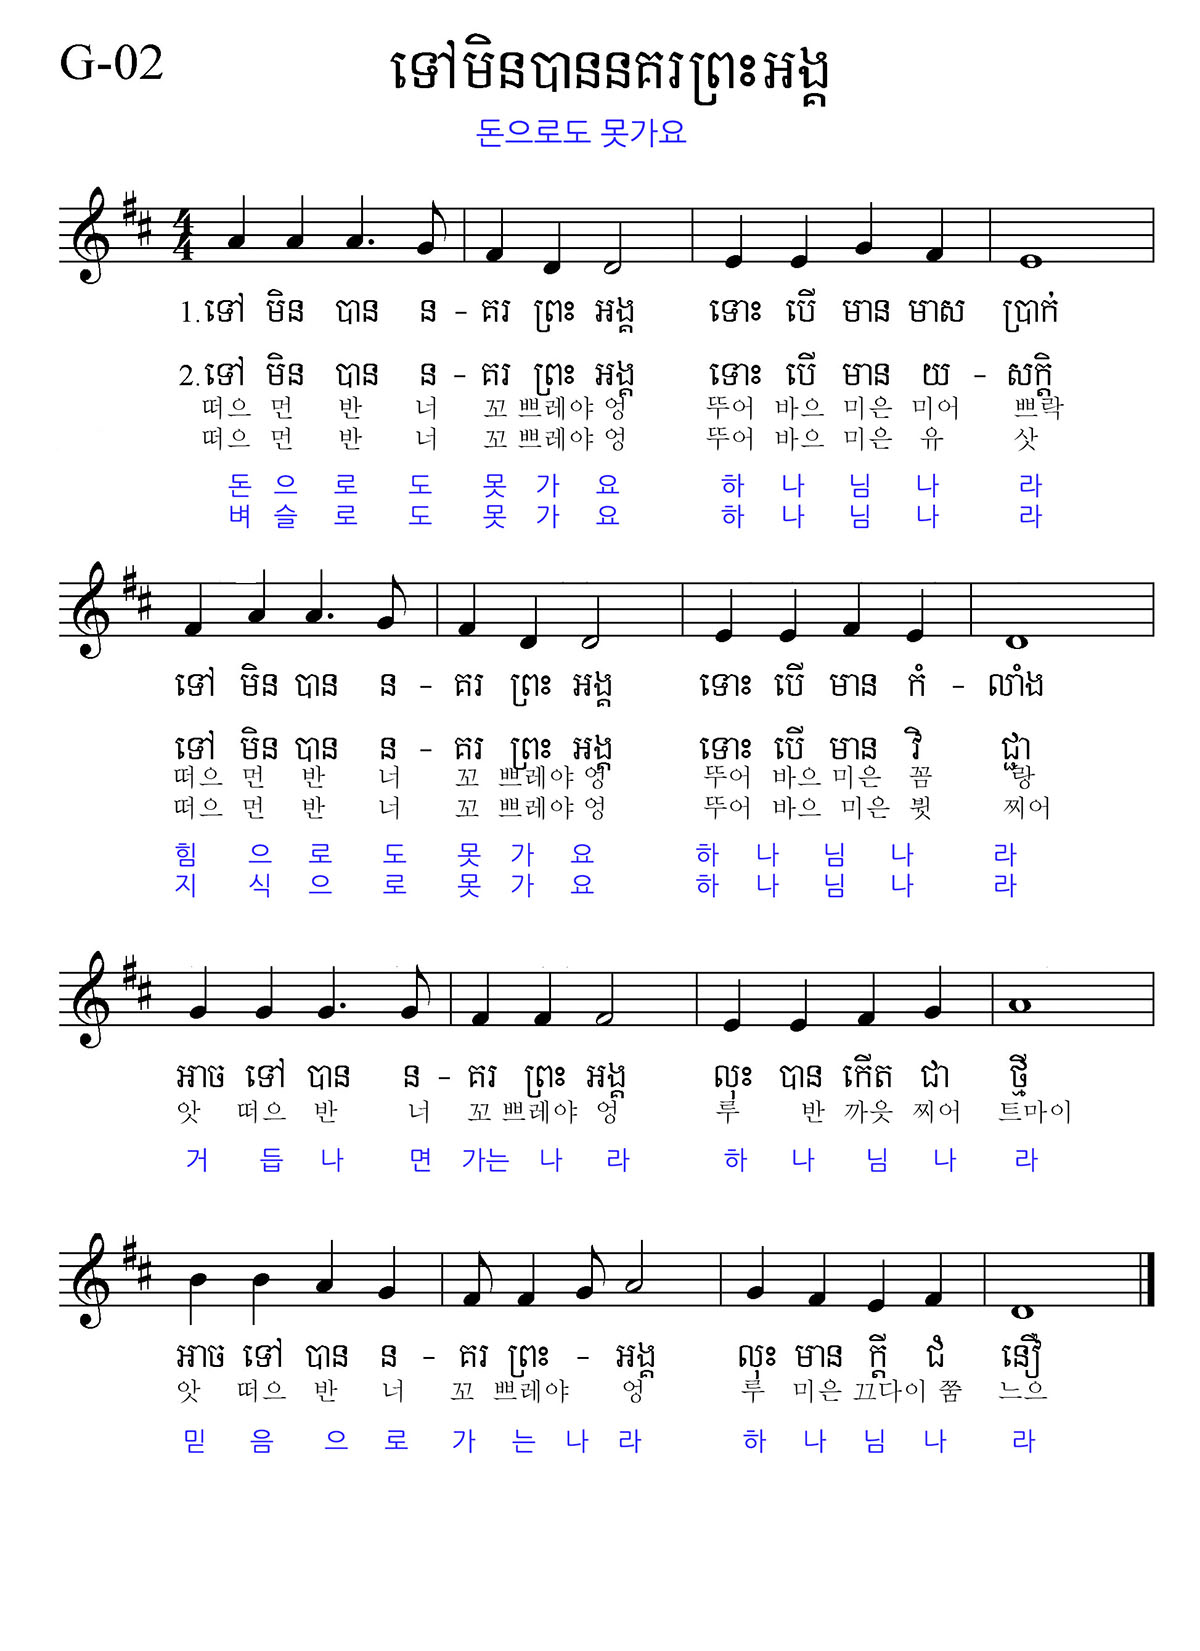 G-02
ទៅមិនបាននគរព្រះអង្គ
돈으로도 못가요
1.ទៅ មិន បាន ន - គរ ព្រះ អង្គ ទោះ បើ មាន មាស ប្រាក់
2.ទៅ មិន បាន ន - គរ ព្រះ អង្គ ទោះ បើ មាន យ - សក្តិ
떠으 먼 반 너 꼬 쁘레야 엉 뚜어 바으 미은 미어 쁘락
떠으 먼 반 너 꼬 쁘레야 엉 뚜어 바으 미은 유 삿
돈 으 로 도 못 가 요 하 나 님 나 라
벼 슬 로 도 못 가 요 하 나 님 나 라
ទៅ មិន បាន ន - គរ ព្រះ អង្គ ទោះ បើ មាន កំ - លាំង
ទៅ មិន បាន ន - គរ ព្រះ អង្គ ទោះ បើ មាន វិ ជ្ជា
떠으 먼 반 너 꼬 쁘레야 엉 뚜어 바으 미은 꼼 랑
떠으 먼 반 너 꼬 쁘레야 엉 뚜어 바으 미은 뷧 찌어
힘 으 로 도 못 가 요 하 나 님 나 라
지 식 으 로 못 가 요 하 나 님 나 라
អាច ទៅ បាន ន - គរ ព្រះ អង្គ លុះ បាន កើត ជា ថ្មី
앗 떠으 반 너 꼬 쁘레야 엉 루 반 까읏 찌어 트마이
거 듭 나 면 가는 나 라 하 나 님 나 라
អាច ទៅ បាន ន - គរ ព្រះ - អង្គ លុះ មាន ក្តី ជំ នឿ
앗 떠으 반 너 꼬 쁘레야 엉 루 미은 끄다이 쭘 느으
믿 음 으 로 가 는 나 라 하 나 님 나 라